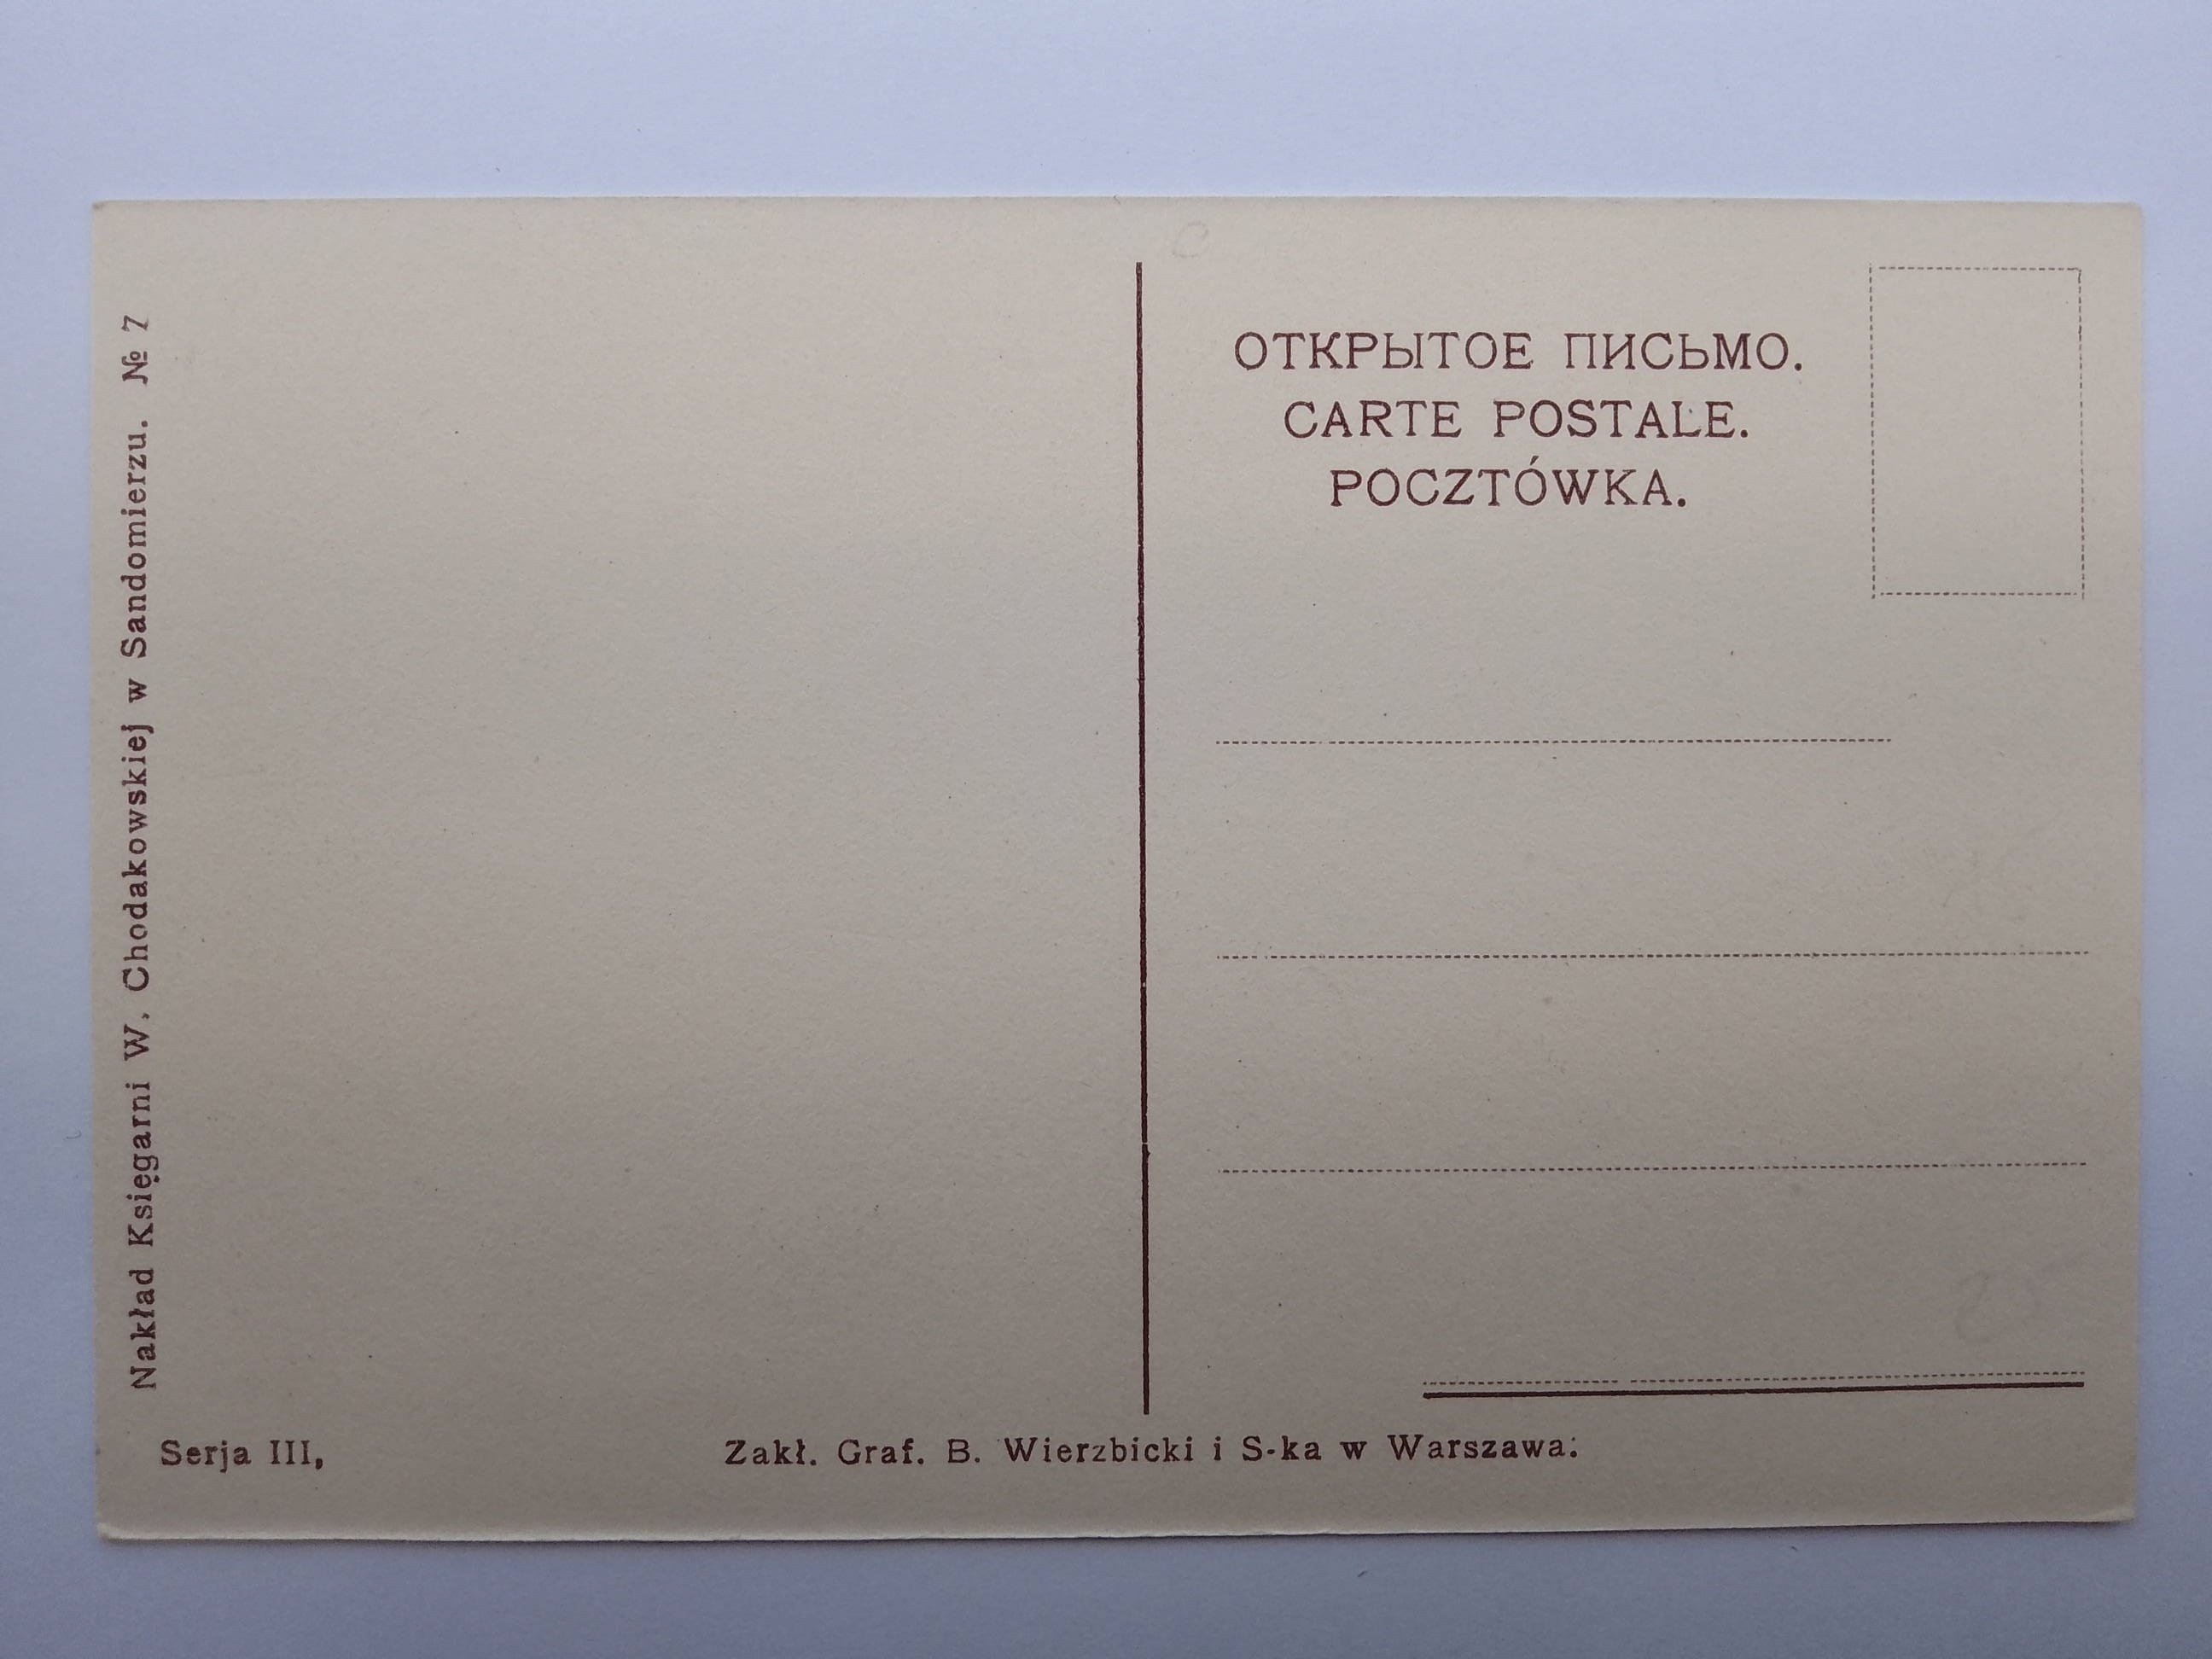 Nakład Księgarni W. Chodakowskiej w Sandomierzu. № 7
ОТКРЫТОЕ ПИСЬМО.
CARTE POSTALE.
POCZTÓWKA.
Serja III,
Zakł. Graf. B. Wierzbicki i S-ka w Warszawa.